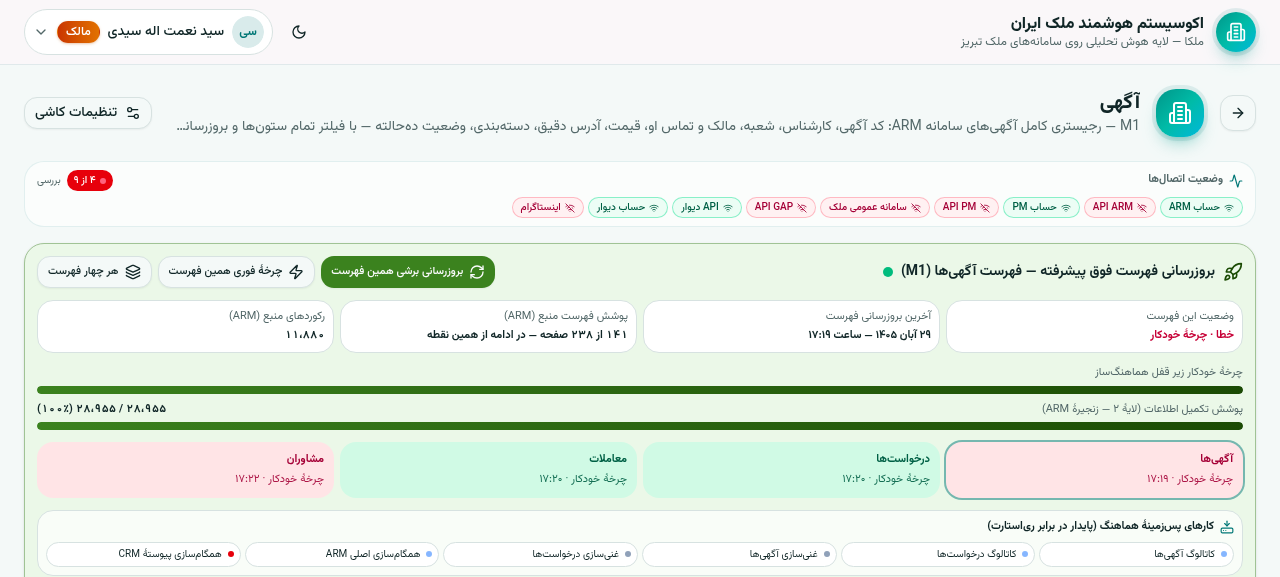 اکوسیستم هوشمند ملک ایران
ملکا — لایه هوش تحلیلی روی سامانه‌های ملک تبریز
سی
سید نعمت اله سیدی
مالک
آگهی
M1 — رجیستری کامل آگهی‌های سامانه ARM: کد آگهی، کارشناس، شعبه، مالک و تماس او، قیمت، آدرس دقیق، دسته‌بندی، وضعیت ده‌حالته — با فیلتر تمام ستون‌ها و بروزرسانـ...
تنظیمات کاشی
وضعیت اتصال‌ها
۴ از ۹
بررسی
حساب ARM
API ARM
حساب PM
API PM
سامانه عمومی ملک
API GAP
API دیوار
حساب دیوار
اینستاگرام
بروزرسانی فهرست فوق پیشرفته — فهرست آگهی‌ها (M1)
بروزرسانی برشی همین فهرست
چرخهٔ فوری همین فهرست
هر چهار فهرست
وضعیت این فهرست
خطا · چرخهٔ خودکار
آخرین بروزرسانی فهرست
۲۹ آبان ۱۴۰۵ — ساعت ۱۷:۱۹
پوشش فهرست منبع (ARM)
۱۴۱ از ۲۳۸ صفحه — در ادامه از همین نقطه
رکوردهای منبع (ARM)
۱۱٬۸۸۰
چرخهٔ خودکار زیر قفل هماهنگ‌ساز
پوشش تکمیل اطلاعات (لایهٔ ۲ — زنجیرهٔ ARM)
۲۸٬۹۵۵ / ۲۸٬۹۵۵ (۱۰۰٪)
آگهی‌ها
چرخهٔ خودکار · ۱۷:۱۹
درخواست‌ها
چرخهٔ خودکار · ۱۷:۲۰
معاملات
چرخهٔ خودکار · ۱۷:۲۰
مشاوران
چرخهٔ خودکار · ۱۷:۲۲
کارهای پس‌زمینهٔ هماهنگ (پایدار در برابر ری‌استارت)
کاتالوگ آگهی‌ها
کاتالوگ درخواست‌ها
غنی‌سازی آگهی‌ها
غنی‌سازی درخواست‌ها
همگام‌سازی اصلی ARM
همگام‌سازی پیوستهٔ CRM